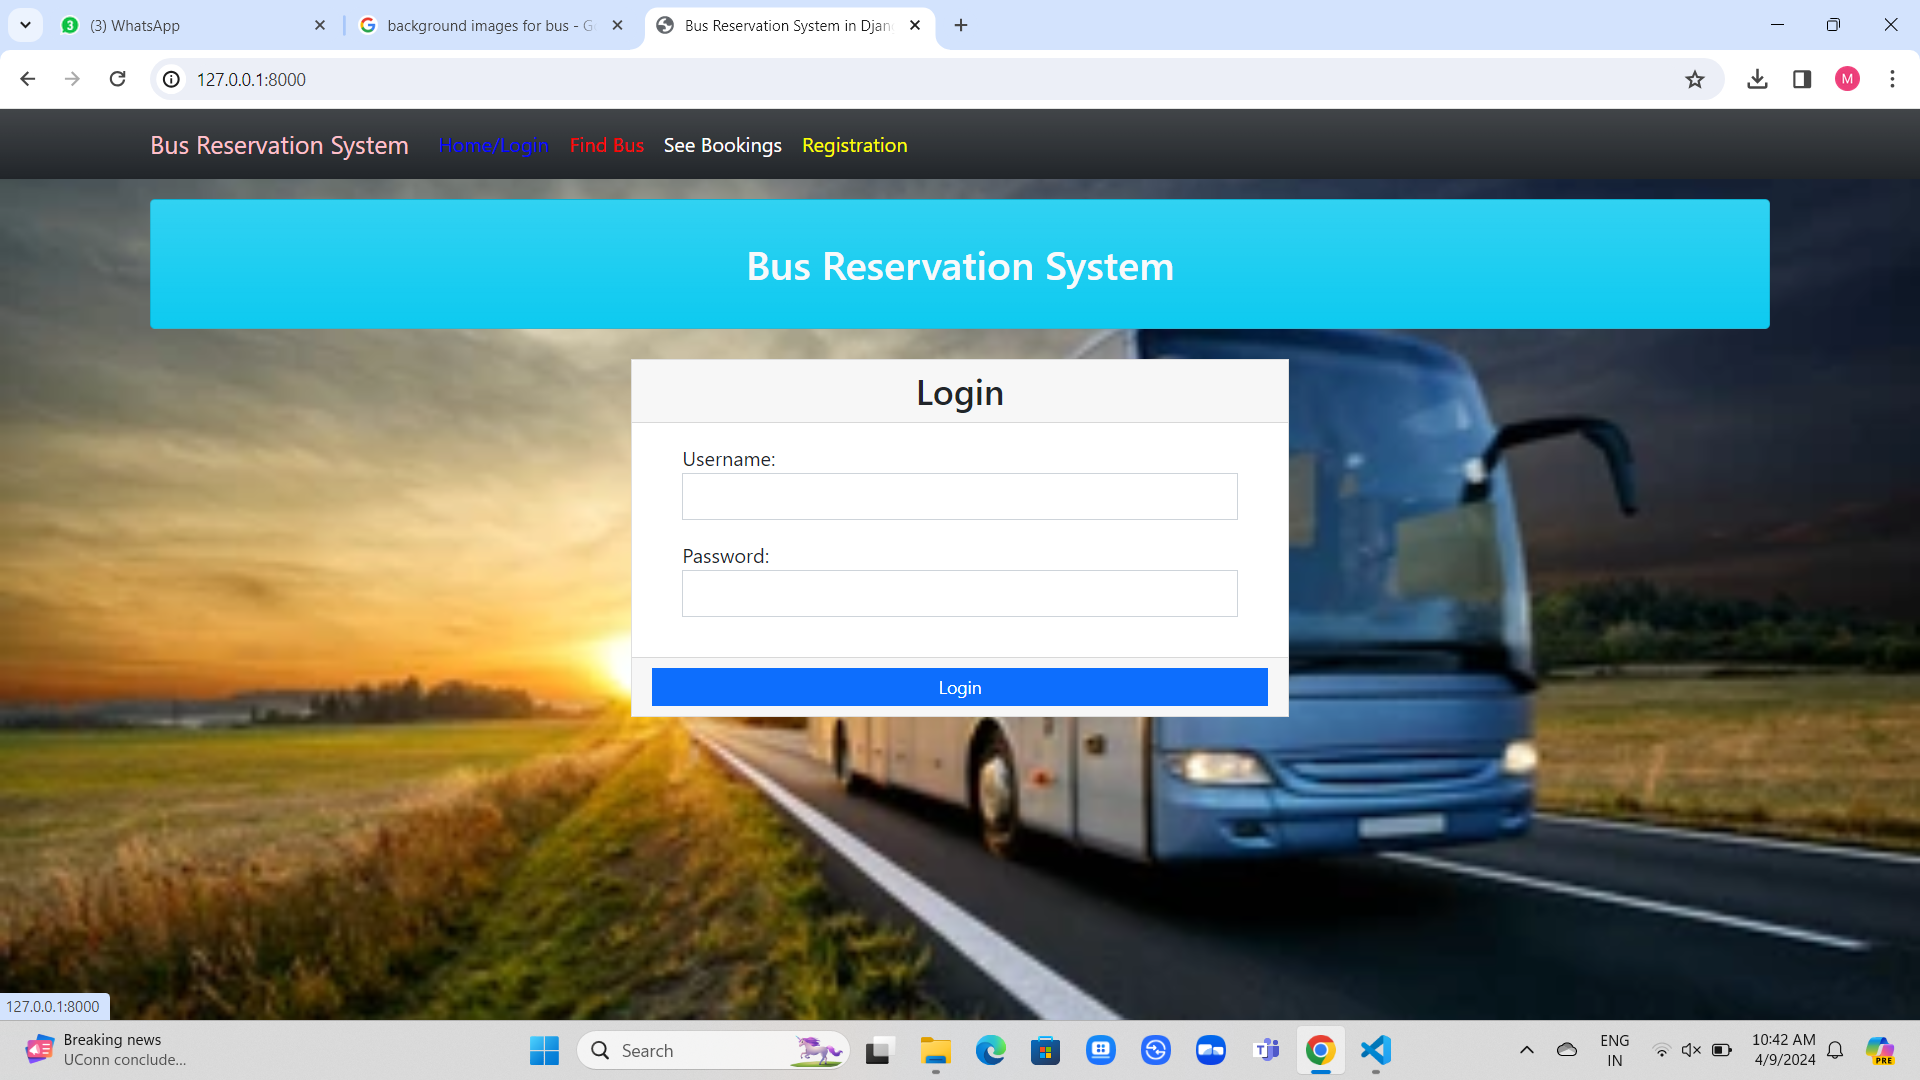 (3) WhatsApp
background images for bus - G
Bus Reservation System in Djan
127.0.0.1:8000
M
Bus Reservation System
Home/Login
Find Bus
See Bookings
Registration
Bus Reservation System
Login
Username:
Password:
Login
127.0.0.1:8000
Breaking news
UConn conclude...
Search
ENG
IN
10:42 AM
4/9/2024
PRE